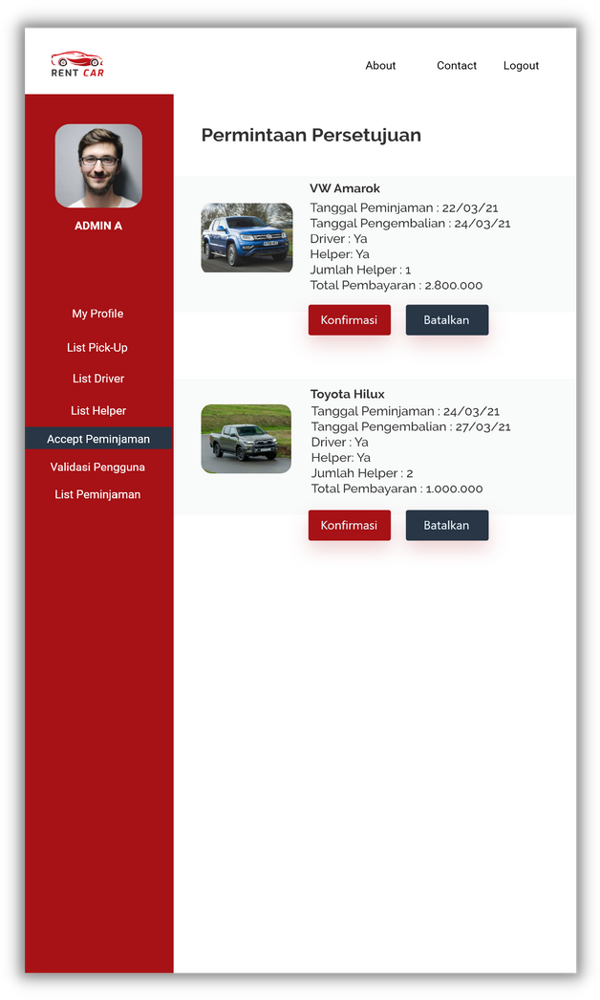 RENT CAR
About
Contact
Logout
ADMIN A
My Profile
List Pick-Up
List Driver
List Helper
Accept Peminjaman
Validasi Pengguna
List Peminjaman
Permintaan Persetujuan
VW Amarok
Tanggal Peminjaman : 22/03/21
Tanggal Pengembalian : 24/03/21
Driver : Ya
Helper: Ya
Jumlah Helper : 1
Total Pembayaran : 2.800.000
Konfirmasi
Batalkan
Toyota Hilux
Tanggal Peminjaman : 24/03/21
Tanggal Pengembalian : 27/03/21
Driver : Ya
Helper: Ya
Jumlah Helper : 2
Total Pembayaran : 1.000.000
Konfirmasi
Batalkan